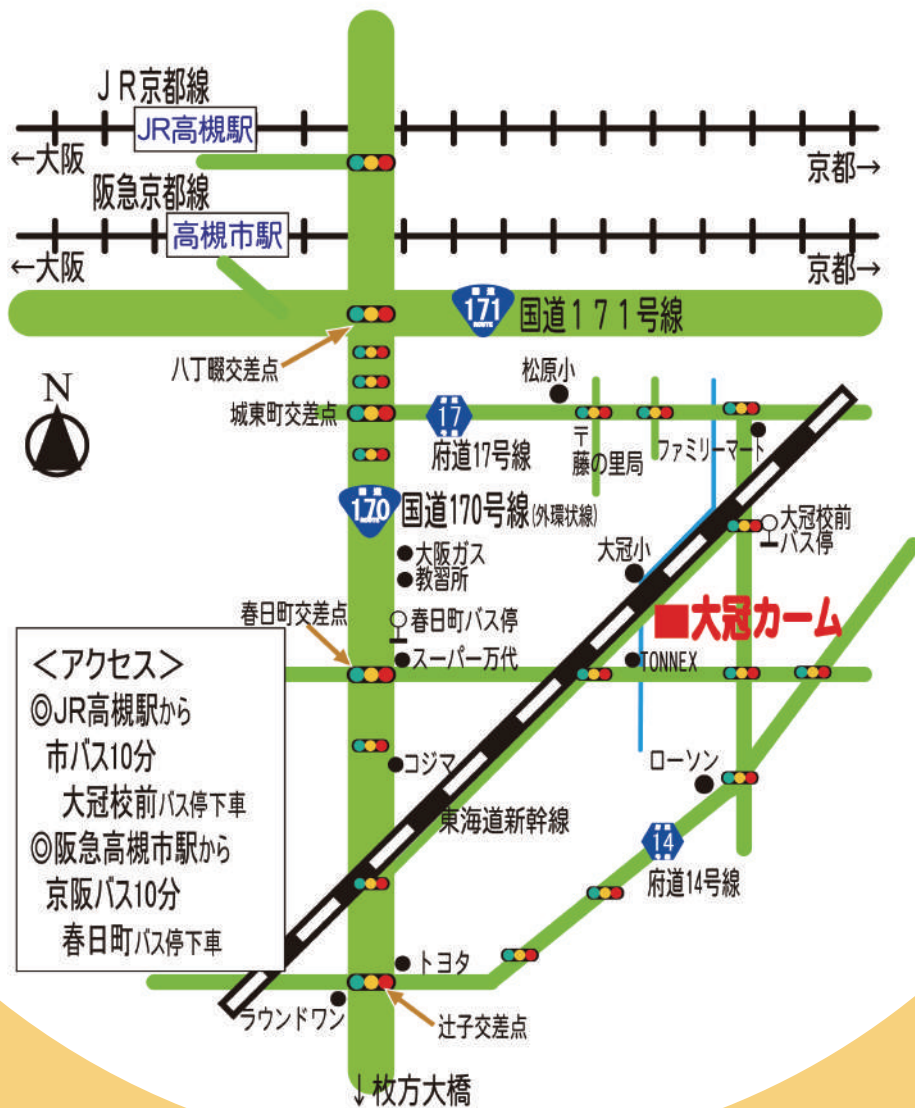 JR京都線
JR高槻駅
←大阪
京都→
阪急京都線
高槻市駅
←大阪
京都→
国道
171
ROUTE
国道171号線
八丁畷交差点
松原小
N
城東町交差点
17
府道17号線
〒
藤の里局
ファミリーマート
国道
170
ROUTE
国道170号線(外環状線)
大冠校前
バス停
大阪ガス
教習所
大冠小
春日町交差点
春日町バス停
■大冠カーム
スーパー万代
TONNEX
<アクセス>
◎JR高槻駅から
市バス10分
大冠校前バス停下車
◎阪急高槻市駅から
京阪バス10分
春日町バス停下車
コジマ
ローソン
東海道新幹線
14
府道14号線
トヨタ
ラウンドワン
辻子交差点
↓枚方大橋